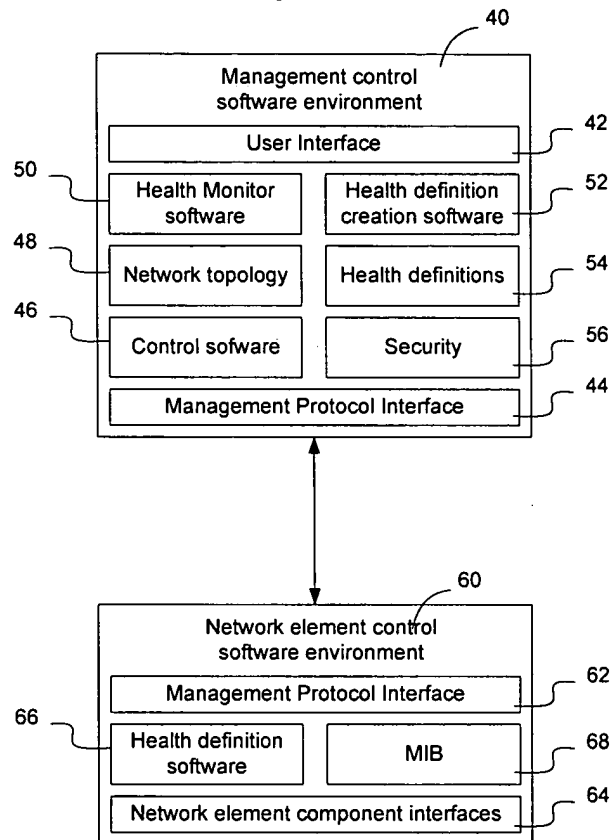 40
Management control
software environment
User Interface
42
50
Health Monitor
software
Health definition
creation software
52
48
Network topology
Health definitions
54
46
Control sofware
Security
56
Management Protocol Interface
44
60
Network element control
software environment
Management Protocol Interface
62
66
Health definition
software
MIB
68
Network element component interfaces
64